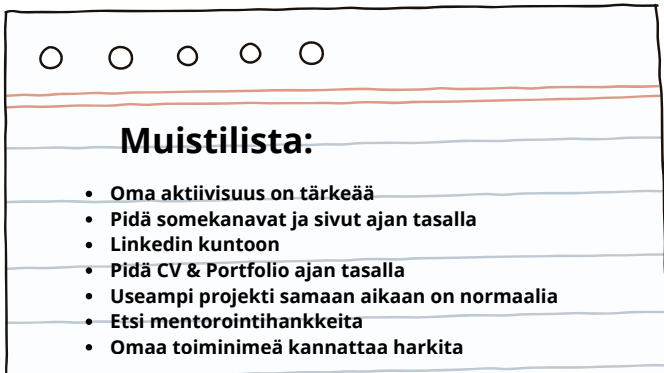 Muistilista:
• Oma aktiivisuus on tärkeää
• Pidä somekanavat ja sivut ajan tasalla
• Linkedin kuntoon
• Pidä CV & Portfolio ajan tasalla
• Useampi projekti samaan aikaan on normaalia
• Etsi mentorointihankkeita
• Omaa toiminimeä kannattaa harkita